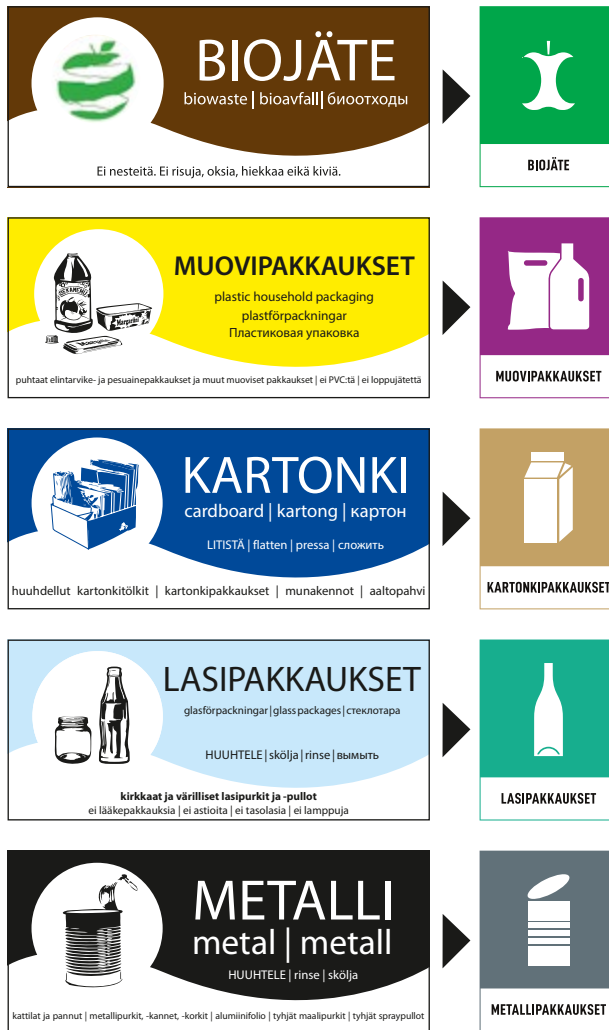 BIOJÄTE
biowaste | bioavfall | биоотходы
Ei nesteitä. Ei risuja, oksia, hiekkaa eikä kiviä.
BIOJÄTE
MUOVIPAKKAUKSET
plastic household packaging
plastförpackningar
Пластиковая упаковка
Margariini
puhtaat elintarvike- ja pesuainepakkaukset ja muut muoviset pakkaukset | ei PVC:tä | ei loppujätettä
MUOVIPAKKAUKSET
KARTONKI
cardboard | kartong | картон
LITISTÄ | flatten | pressa | сложить
huuhdellut kartonkitölkit | kartonkipakkaukset | munakennot | aaltopahvi
KARTONKIPAKKAUKSET
LASIPAKKAUKSET
glasförpackningar | glass packages | стеклотара
HUUHTELE | skölja | rinse | вымыть
kirkkaat ja värilliset lasipurkit ja -pullot
ei lääkepakkauksia | ei astioita | ei tasolasia | ei lamppuja
LASIPAKKAUKSET
METALLI
metal | metall
HUUHTELE | rinse | skölja
kattilat ja pannut | metallipurkit, -kannet, -korkit | alumiinifolio | tyhjät maalipurkit | tyhjät spraypullot
METALLIPAKKAUKSET